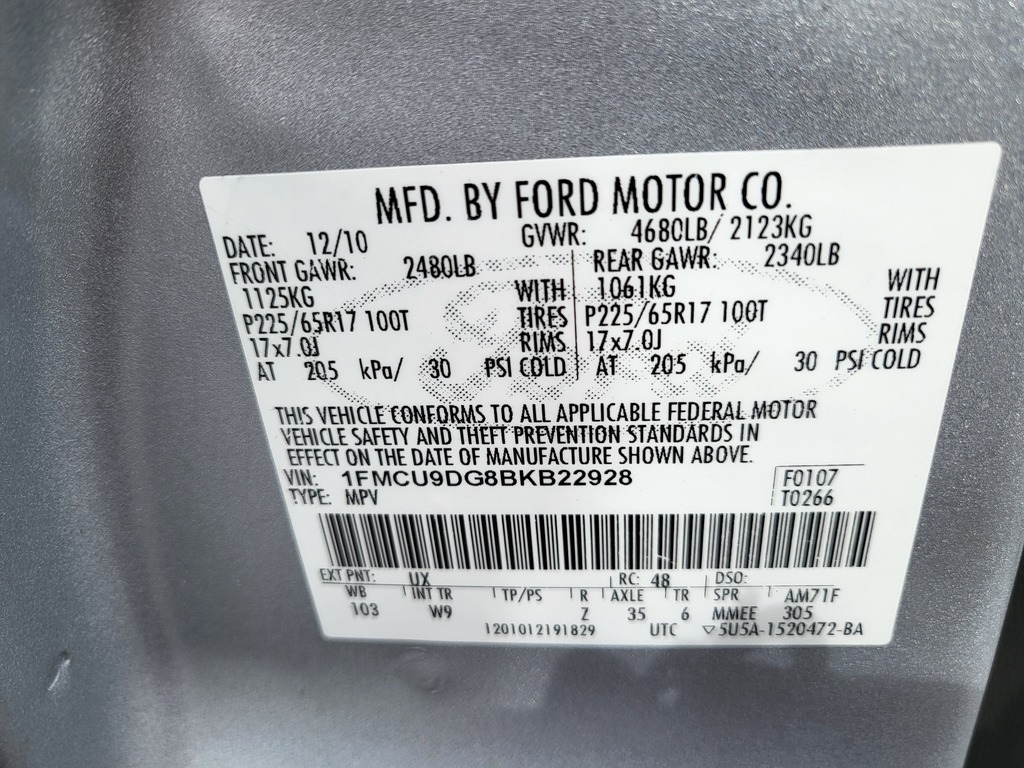 MFD. BY FORD MOTOR CO.
DATE: 12/10 GVWR: 4680LB/ 2123KG
FRONT GAWR: 2480LB REAR GAWR: 2340LB
1125KG WITH 1061KG WITH
P225/65R17 100T TIRES P225/65R17 100T TIRES
17x7.0J RIMS 17x7.0J RIMS
AT 205 kPa/ 30 PSI COLD AT 205 kPa/ 30 PSI COLD
THIS VEHICLE CONFORMS TO ALL APPLICABLE FEDERAL MOTOR
VEHICLE SAFETY AND THEFT PREVENTION STANDARDS IN
EFFECT ON THE DATE OF MANUFACTURE SHOWN ABOVE.
VIN: 1FMCU9DG8BKB22928 F0107
TYPE: MPV T0266
EXT PNT: UX RC: 48 DSO:
WB INT TR TP/PS R AXLE TR SPR AM71F
103 W9 Z 35 6 MMEE 305
1201012191829 UTC ▽5U5A-1520472-BA